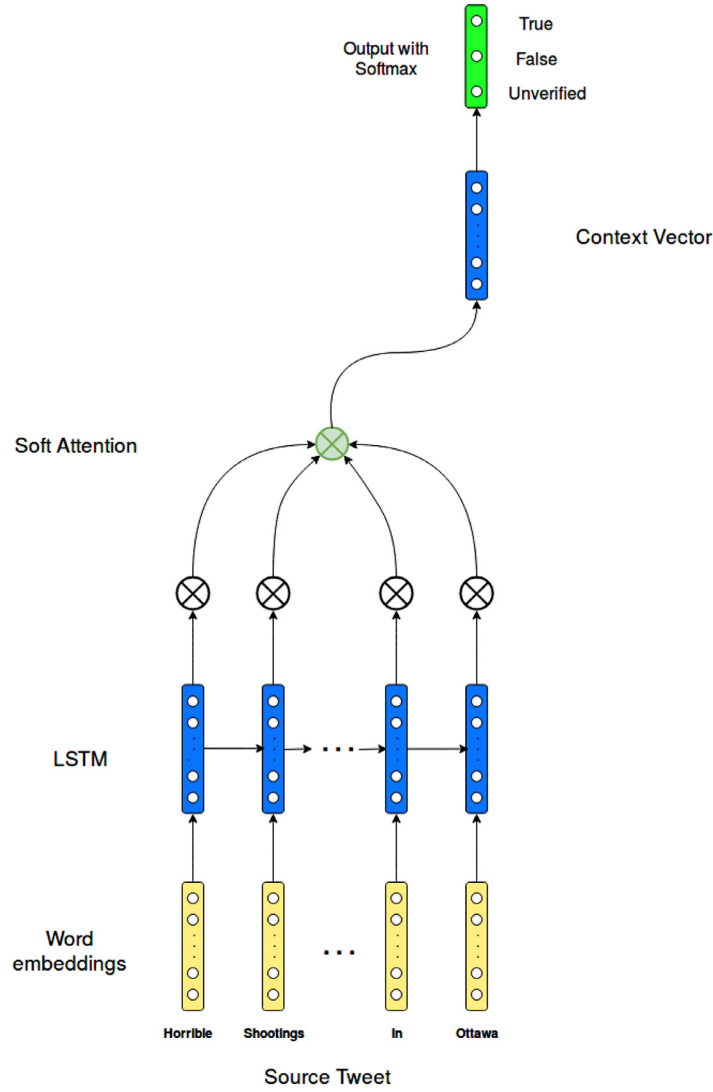 True
Output with
Softmax
False
Unverified
Context Vector
Soft Attention
LSTM
Word
embeddings
Horrible Shootings In Ottawa
Source Tweet